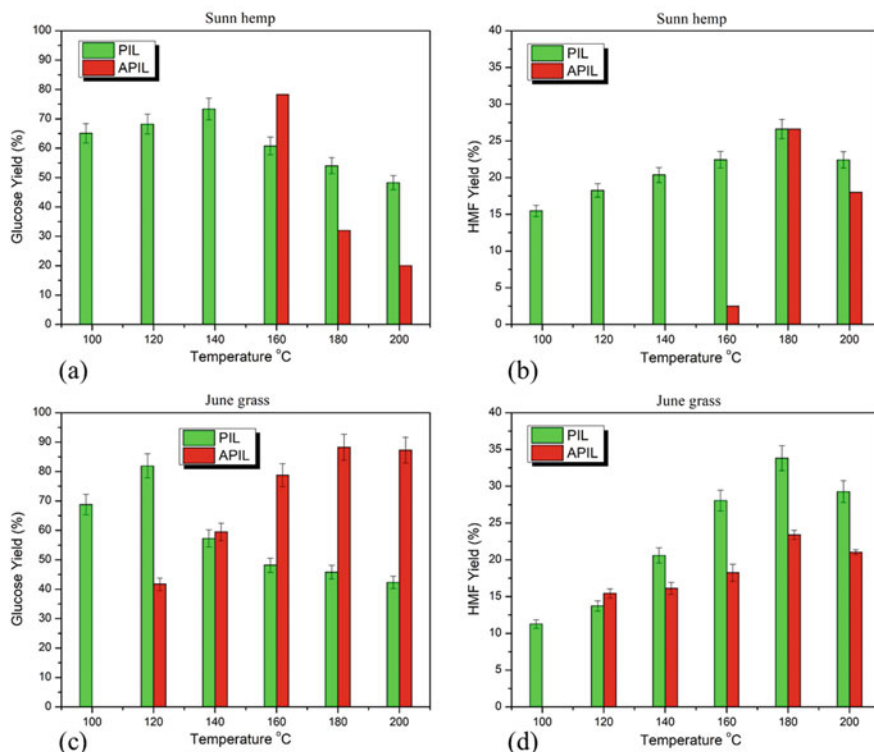 Sunn hemp
100
90
80
70
60
50
40
30
20
10
0
Glucose Yield (%)
PIL
APIL
100 120 140 160 180 200
Temperature °C
(a)
Sunn hemp
40
35
30
25
20
15
10
5
0
HMF Yield (%)
PIL
APIL
100 120 140 160 180 200
Temperature °C
(b)
June grass
100
90
80
70
60
50
40
30
20
10
0
Glucose Yield (%)
PIL
APIL
100 120 140 160 180 200
Temperature °C
(c)
June grass
40
35
30
25
20
15
10
5
0
HMF Yield (%)
PIL
APIL
100 120 140 160 180 200
Temperature °C
(d)